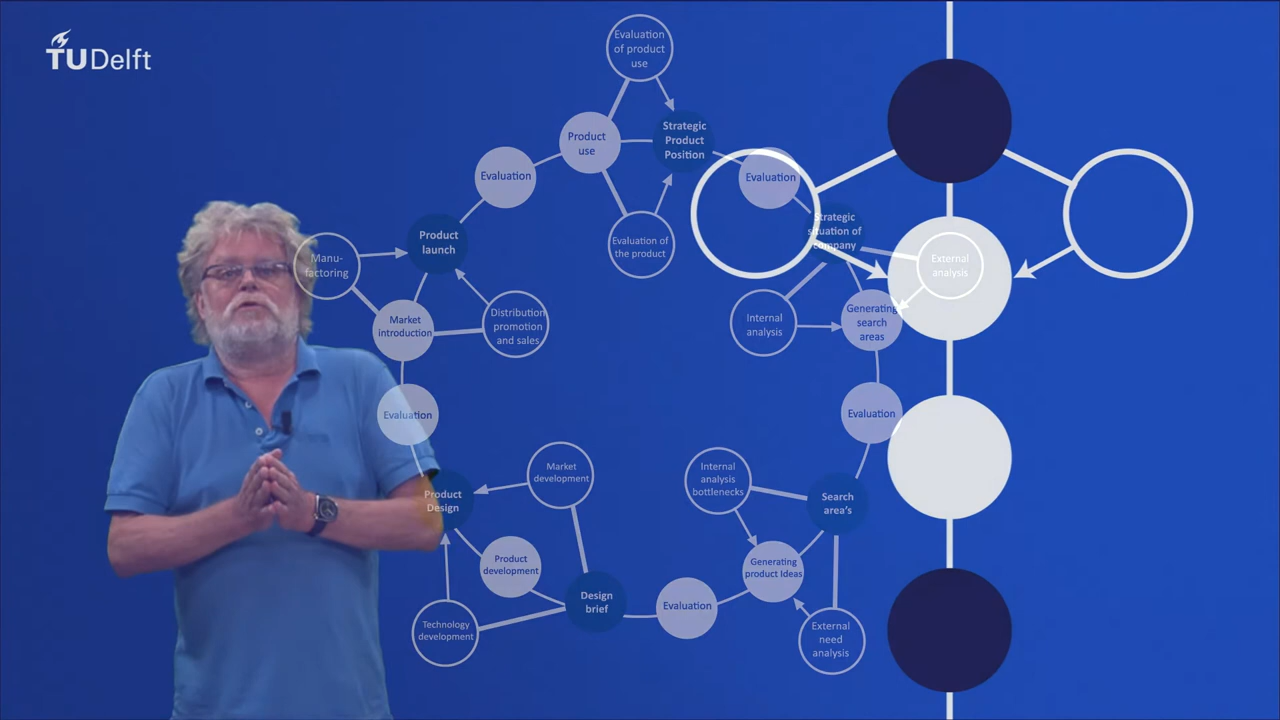 TUDelft
Evaluation
of product
use
Product
use
Strategic
Product
Position
Evaluation
Evaluation
Evaluation of
the product
Strategic
situation of
company
Product
launch
Manu-
facturing
External
analysis
Market
introduction
Distribution
promotion
and sales
Internal
analysis
Generating
search
areas
Evaluation
Evaluation
Market
development
Internal
analysis
bottlenecks
Product
Design
Search
area's
Product
development
Generating
product Ideas
Design
brief
Evaluation
Technology
development
External
need
analysis